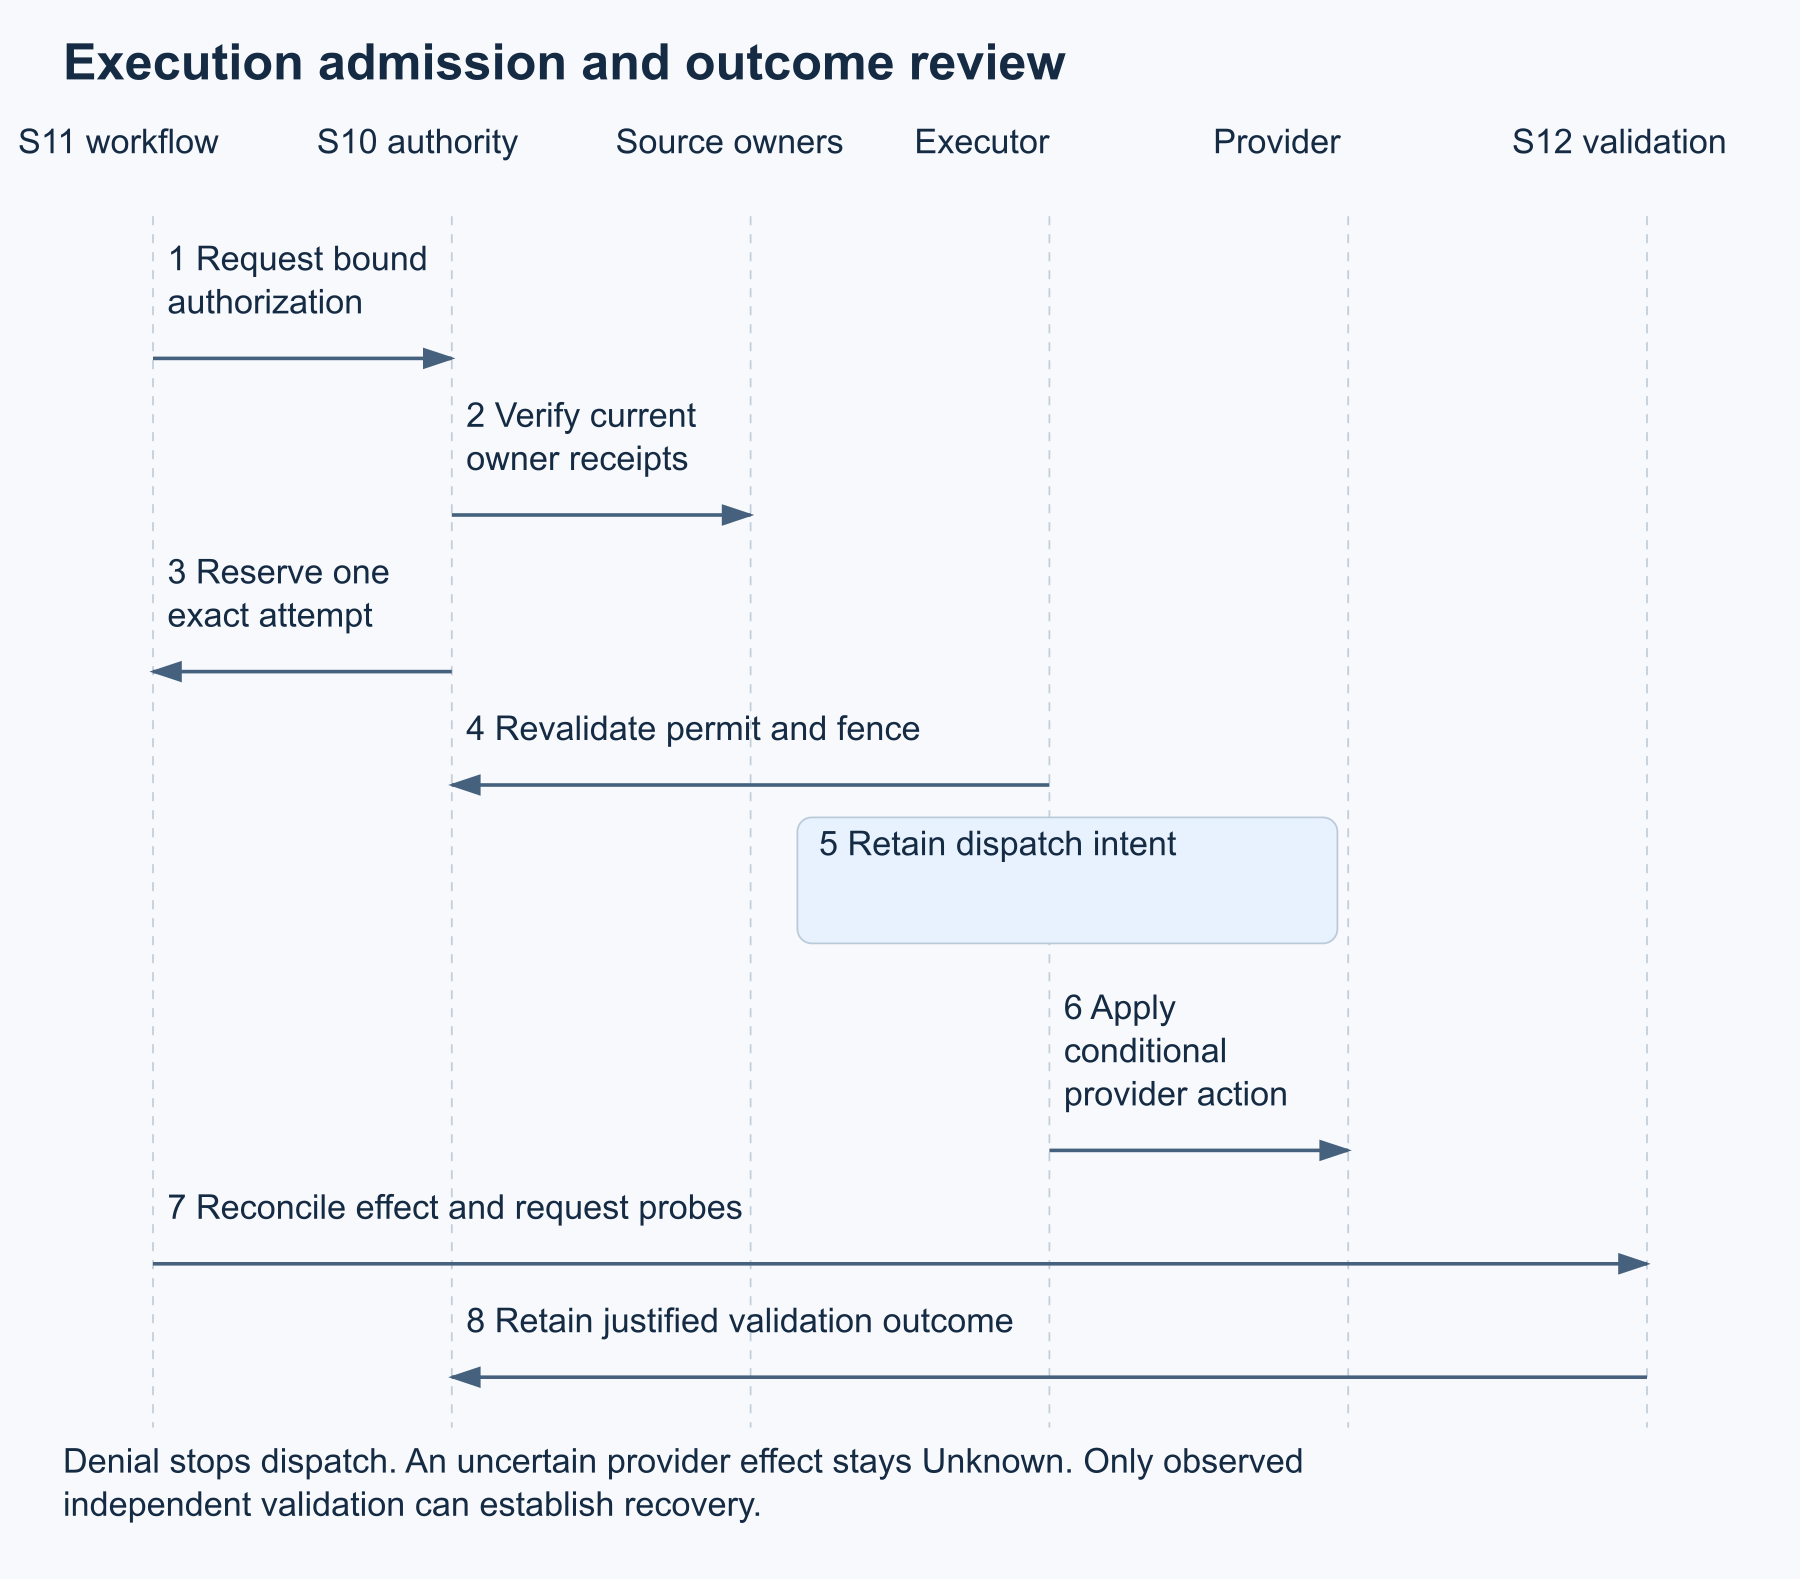 Execution admission and outcome review
S11 workflow
S10 authority
Source owners
Executor
Provider
S12 validation
1 Request bound
authorization
2 Verify current
owner receipts
3 Reserve one
exact attempt
4 Revalidate permit and fence
5 Retain dispatch intent
6 Apply
conditional
provider action
7 Reconcile effect and request probes
8 Retain justified validation outcome
Denial stops dispatch. An uncertain provider effect stays Unknown. Only observed
independent validation can establish recovery.